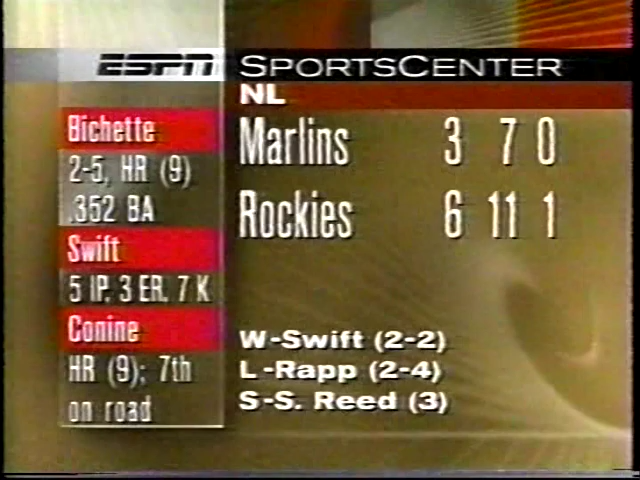 ESPN SPORTSCENTER
NL
Marlins 3 7 0
Rockies 6 11 1
W-Swift (2-2)
L-Rapp (2-4)
S-S. Reed (3)
Bichette
2-5, HR (9)
.352 BA
Swift
5 IP, 3 ER, 7 K
Conine
HR (9); 7th
on road